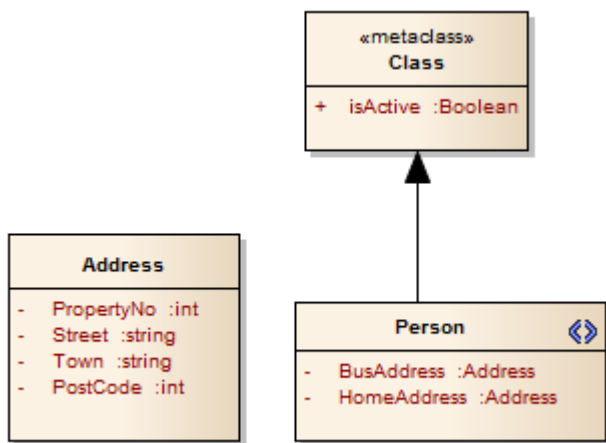 «metaclass»
Class
+ isActive :Boolean
Address
- PropertyNo :int
- Street :string
- Town :string
- PostCode :int
Person
- BusAddress :Address
- HomeAddress :Address